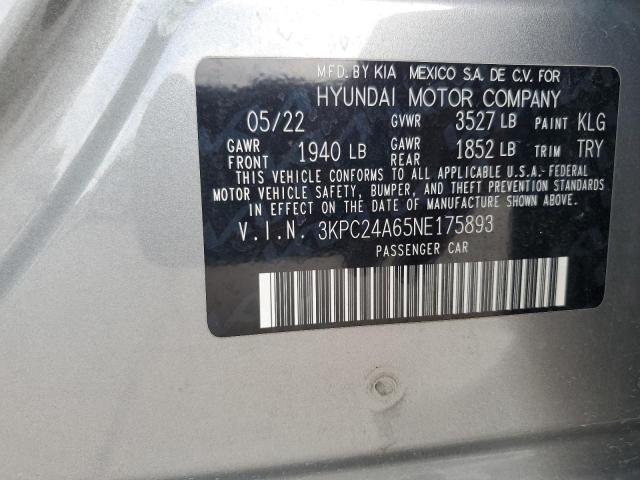 MFD. BY KIA MEXICO S.A. DE C.V. FOR
HYUNDAI MOTOR COMPANY
05/22 GVWR 3527 LB PAINT KLG
GAWR FRONT 1940 LB GAWR REAR 1852 LB TRIM TRY
THIS VEHICLE CONFORMS TO ALL APPLICABLE U.S.A.-FEDERAL
MOTOR VEHICLE SAFETY, BUMPER, AND THEFT PREVENTION STANDARDS
IN EFFECT ON THE DATE OF MANUFACTURE SHOWN ABOVE.
V.I.N. 3KPC24A65NE175893
PASSENGER CAR